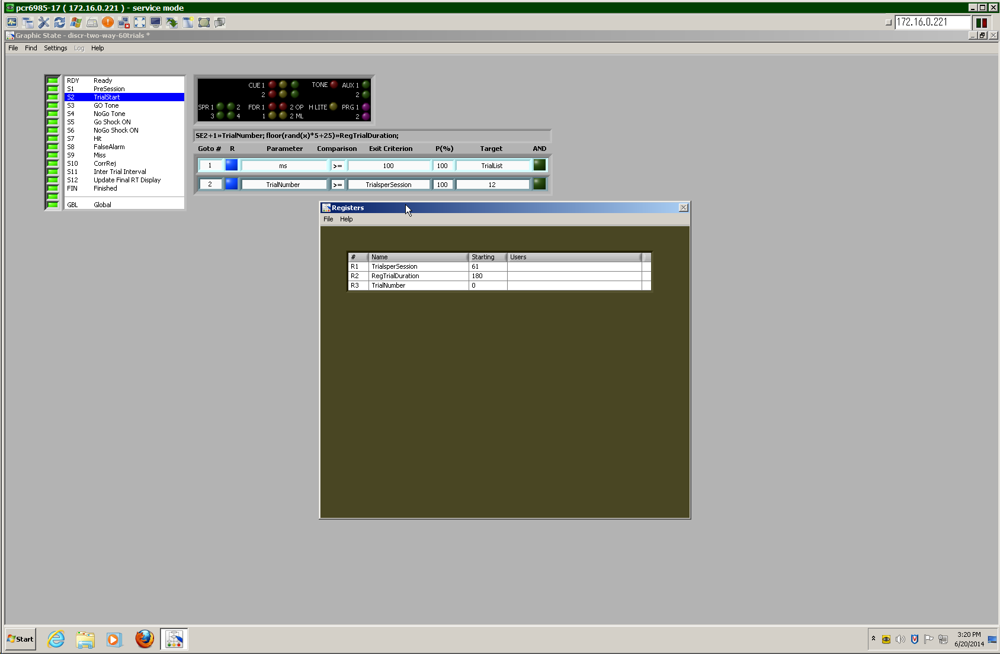 pcr6985-17 ( 172.16.0.221 ) - service mode
172.16.0.221
Graphic State - discr-two-way-60trials *
File Find Settings Log Help
RDY Ready
S1 PreSession
S2 TrialStart
S3 GO Tone
S4 NoGo Tone
S5 Go Shock ON
S6 NoGo Shock ON
S7 Hit
S8 FalseAlarm
S9 Miss
S10 CorrRej
S11 Inter Trial Interval
S12 Update Final RT Display
FIN Finished
GBL Global
CUE 1 TONE AUX 1
2 2
SPR 1 2 FDR 1 2 OP H LITE PRG 1
3 4 1 2 ML 2
SE2+1»TrialNumber; floor(rand(x)*5+25)»RegTrialDuration;
Goto # R Parameter Comparison Exit Criterion P(%) Target AND
1 ms >= 100 100 TrialList
2 TrialNumber >= TrialsperSession 100 12
Registers
File Help
# Name Starting Users
R1 TrialsperSession 61
R2 RegTrialDuration 180
R3 TrialNumber 0
Start
3:20 PM
6/20/2014